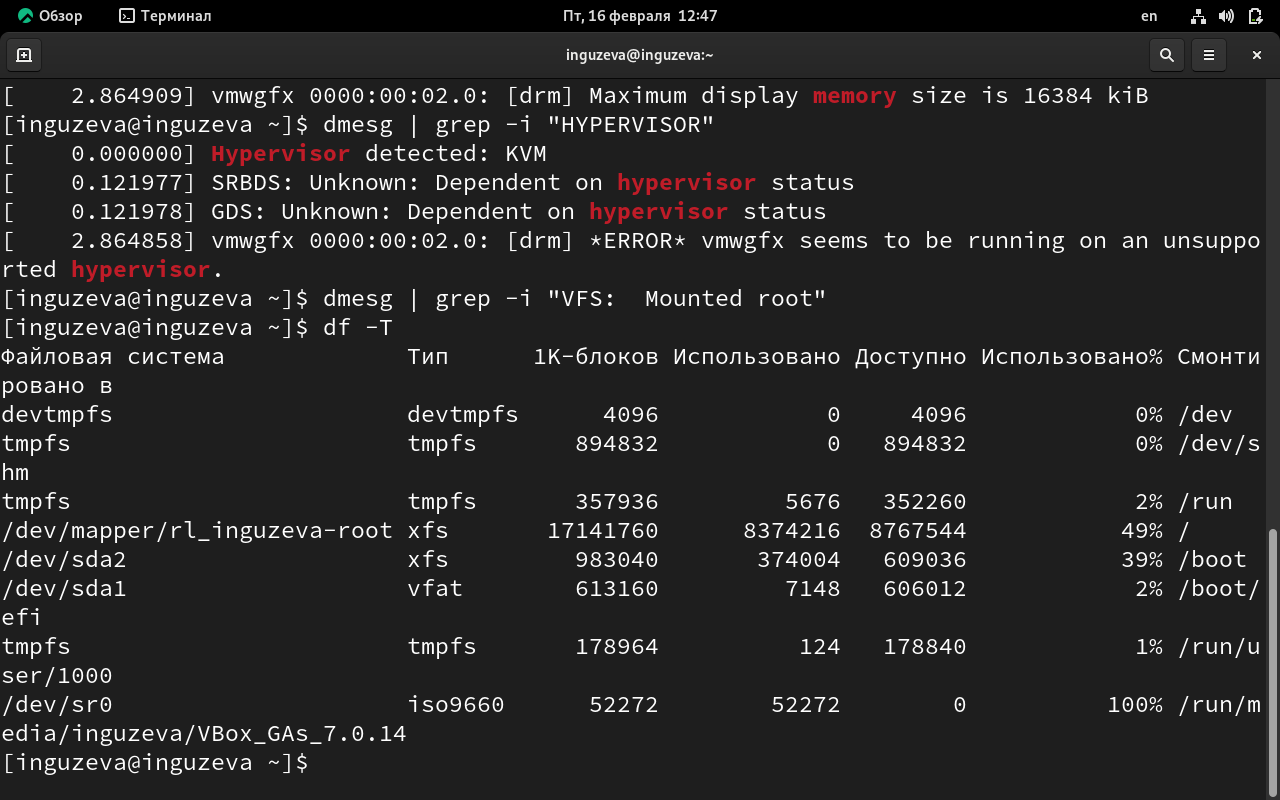 Обзор Терминал Пт, 16 февраля 12:47 en
inguzeva@inguzeva:~
[    2.864909] vmwgfx 0000:00:02.0: [drm] Maximum display memory size is 16384 kiB
[inguzeva@inguzeva ~]$ dmesg | grep -i "HYPERVISOR"
[    0.000000] Hypervisor detected: KVM
[    0.121977] SRBDS: Unknown: Dependent on hypervisor status
[    0.121978] GDS: Unknown: Dependent on hypervisor status
[    2.864858] vmwgfx 0000:00:02.0: [drm] *ERROR* vmwgfx seems to be running on an unsuppo
rted hypervisor.
[inguzeva@inguzeva ~]$ dmesg | grep -i "VFS:  Mounted root"
[inguzeva@inguzeva ~]$ df -T
Файловая система             Тип      1K-блоков Использовано Доступно Использовано% Смонти
ровано в
devtmpfs                     devtmpfs      4096            0     4096            0% /dev
tmpfs                        tmpfs       894832            0   894832            0% /dev/s
hm
tmpfs                        tmpfs       357936         5676   352260            2% /run
/dev/mapper/rl_inguzeva-root xfs       17141760      8374216  8767544           49% /
/dev/sda2                    xfs         983040       374004   609036           39% /boot
/dev/sda1                    vfat        613160         7148   606012            2% /boot/
efi
tmpfs                        tmpfs       178964          124   178840            1% /run/u
ser/1000
/dev/sr0                     iso9660      52272        52272        0          100% /run/m
edia/inguzeva/VBox_GAs_7.0.14
[inguzeva@inguzeva ~]$